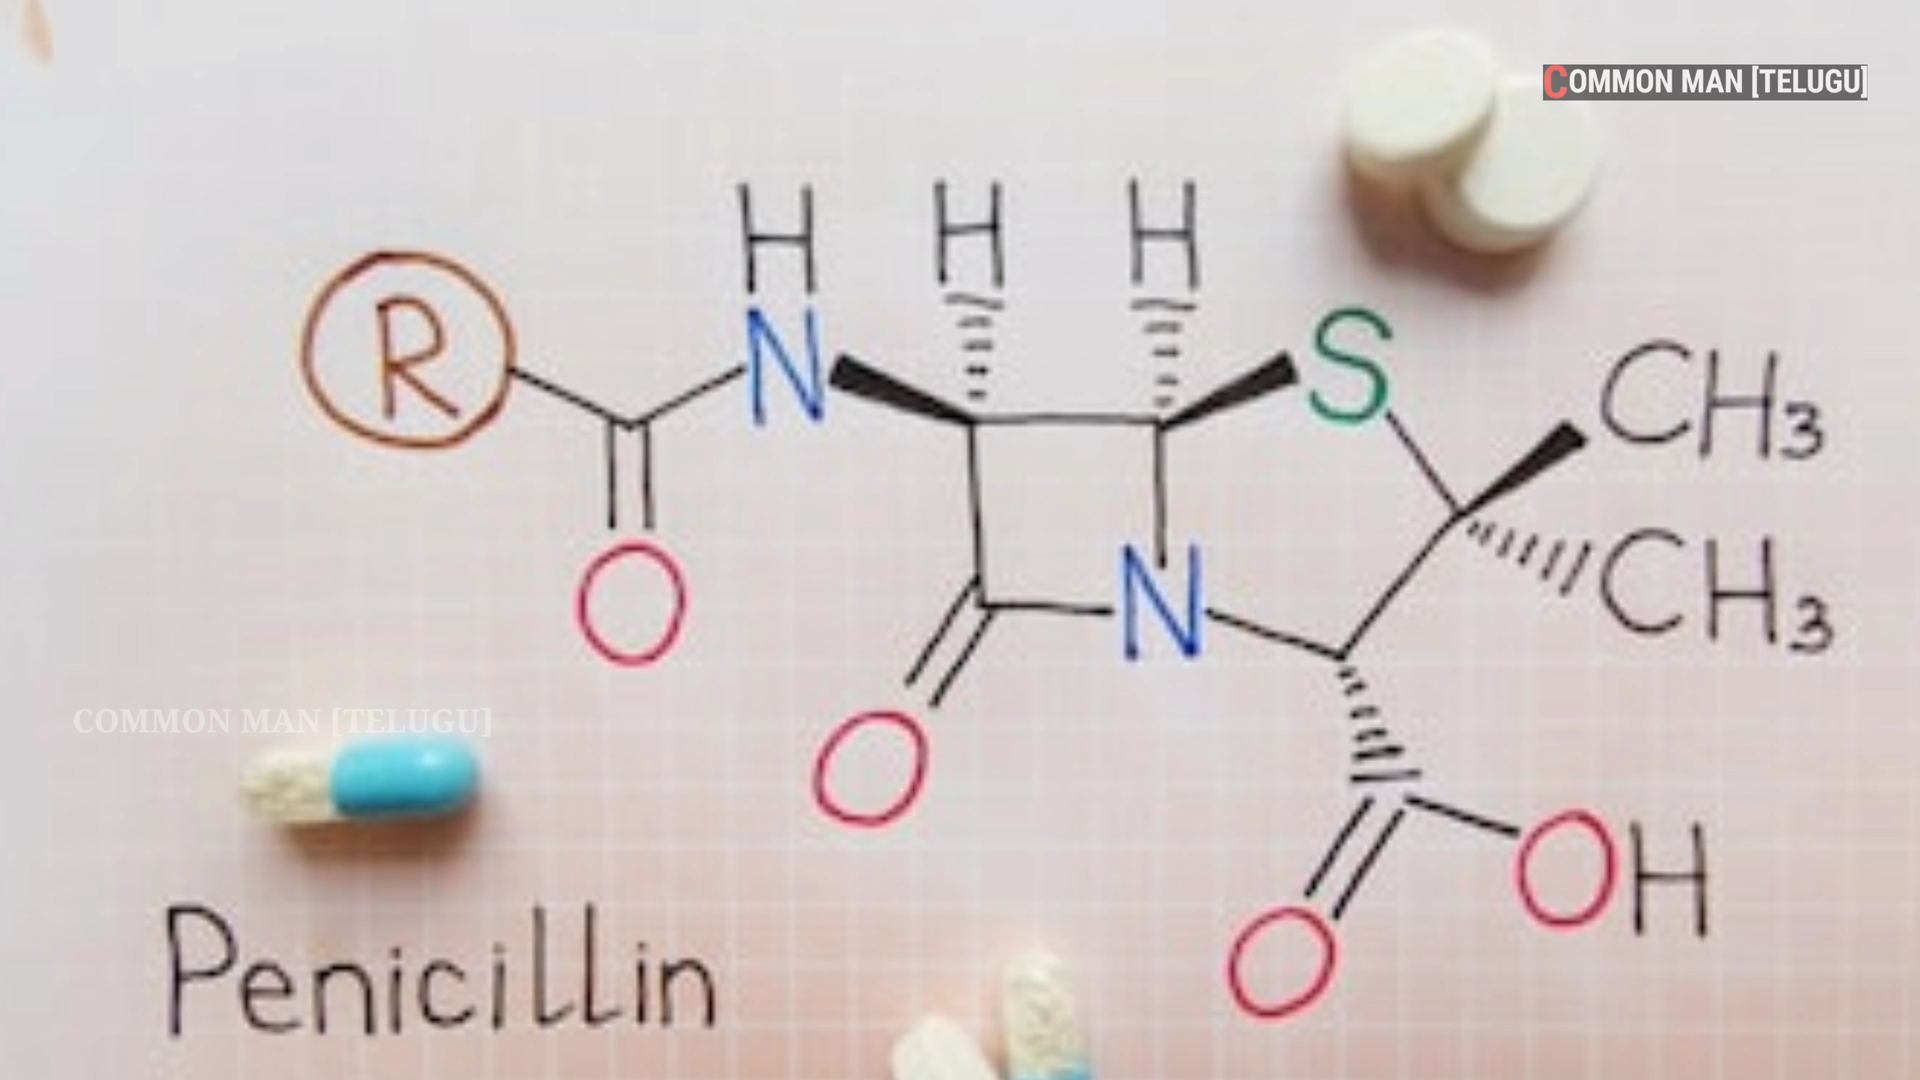 COMMON MAN [TELUGU]
H H H
R N S CH3
O N CH3
COMMON MAN [TELUGU]
O OH
O
Penicillin